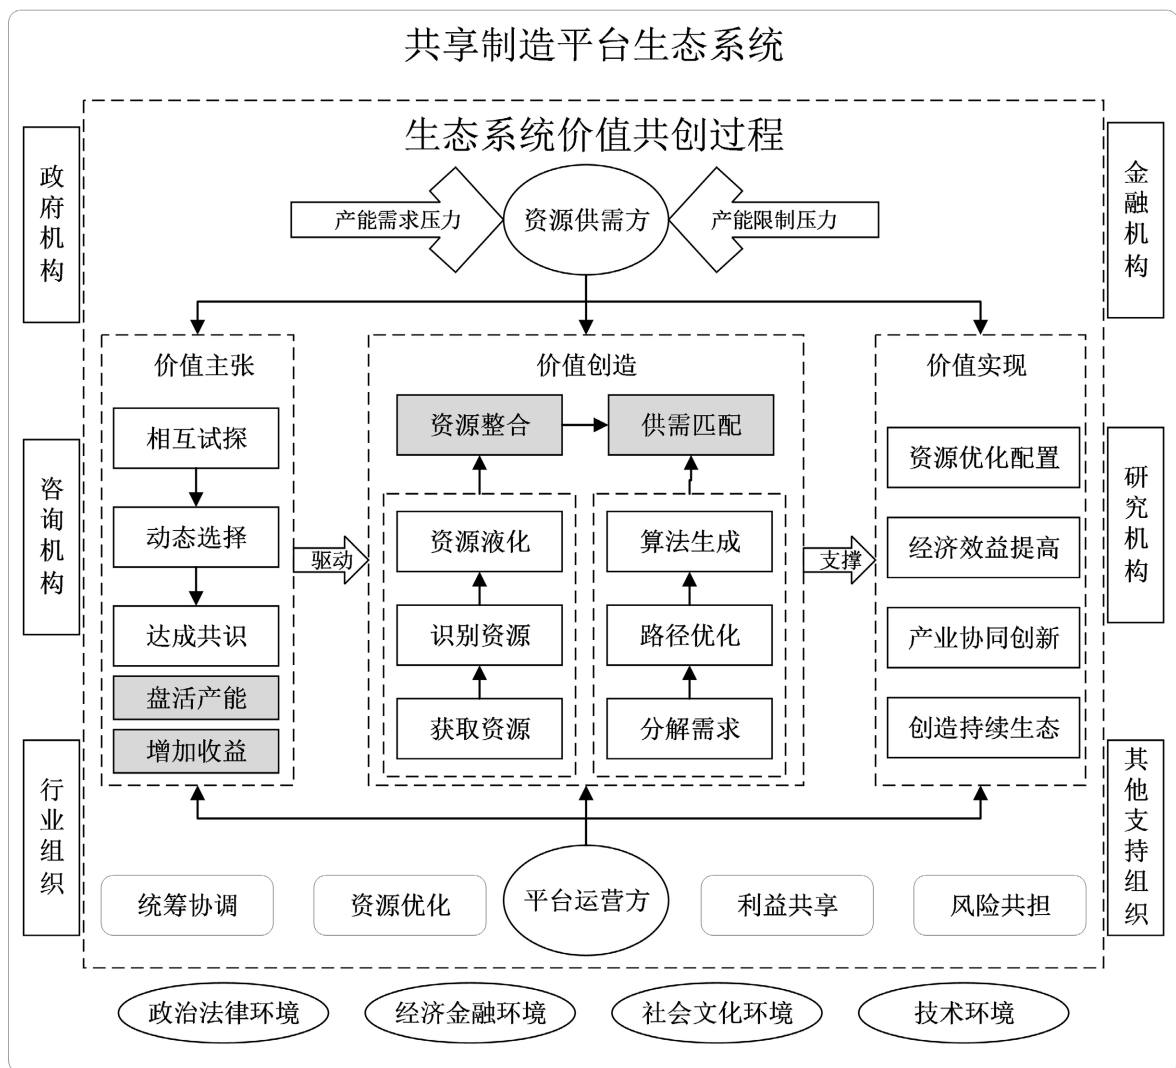 共享制造平台生态系统
生态系统价值共创过程
政府机构
金融机构
产能需求压力
资源供需方
产能限制压力
价值主张
价值创造
价值实现
相互试探
动态选择
达成共识
盘活产能
增加收益
驱动
资源整合
供需匹配
资源液化
识别资源
获取资源
算法生成
路径优化
分解需求
支撑
资源优化配置
经济效益提高
产业协同创新
创造持续生态
咨询机构
研究机构
行业组织
其他支持组织
统筹协调
资源优化
平台运营方
利益共享
风险共担
政治法律环境
经济金融环境
社会文化环境
技术环境